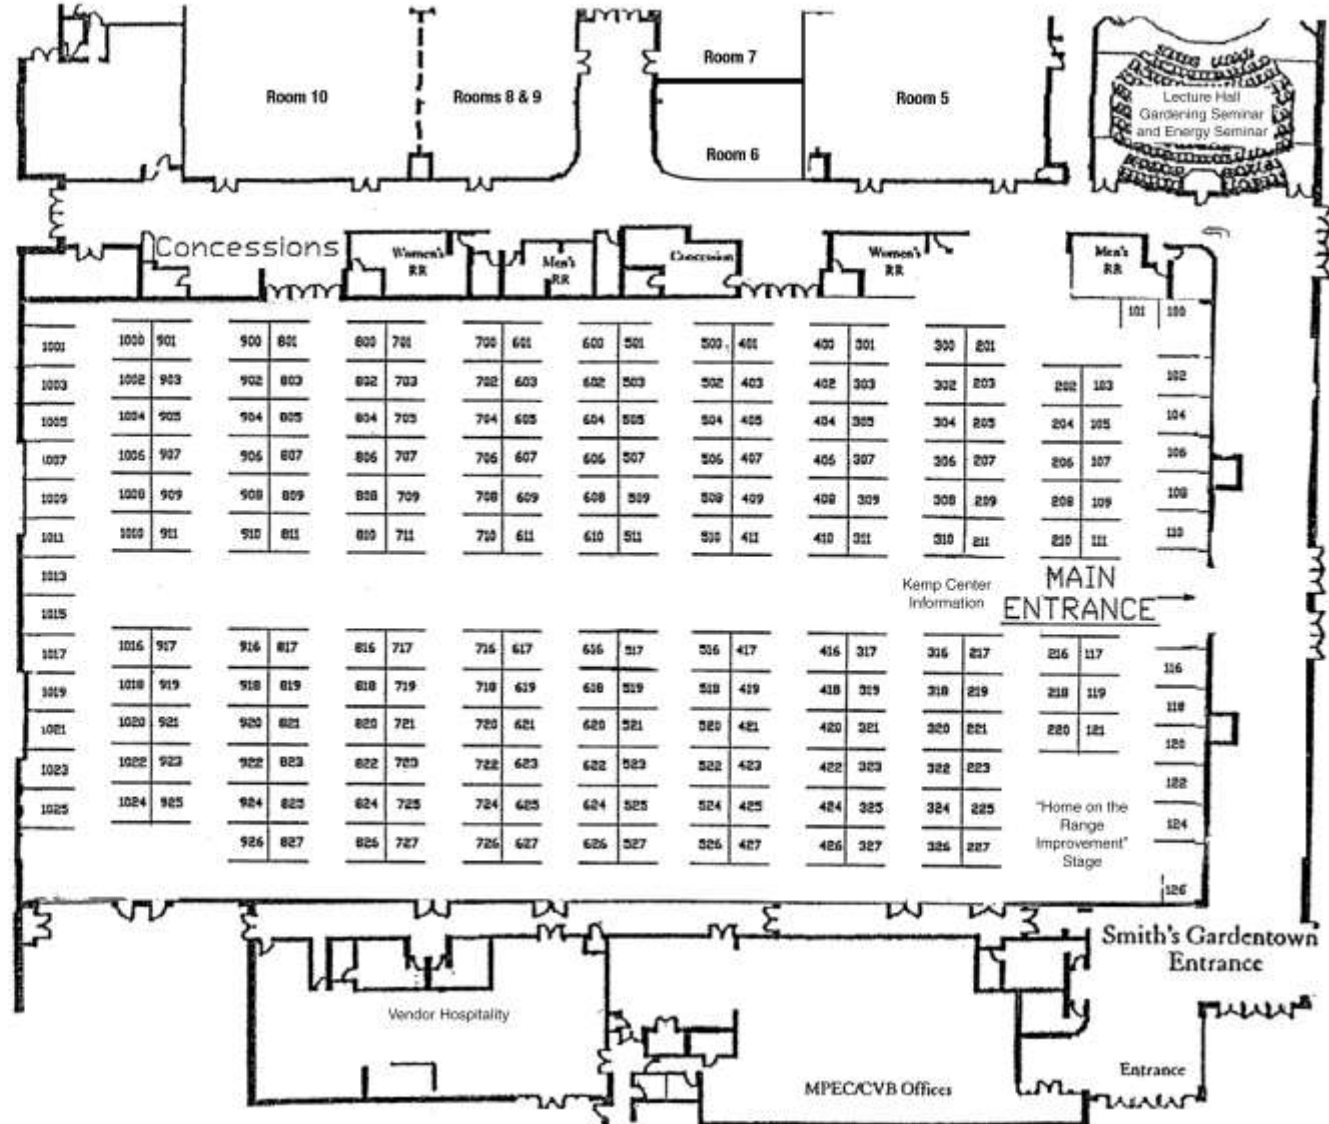 Room 7
Room 10
Rooms 8 & 9
Room 5
Room 6
Lecture Hall
Gardening Seminar
and Energy Seminar
Concessions
Women's
RR
Men's
RR
Concession
Women's
RR
Men's
RR
101 100
1001 1000 901 900 801 800 701 700 601 600 501 500 401 400 301 300 201
1003 1002 903 902 803 802 703 702 603 602 503 502 403 402 303 302 203 202 103 102
1005 1004 905 904 805 804 705 704 605 604 505 504 405 404 305 304 205 204 105 104
1007 1006 907 906 807 806 707 706 607 606 507 506 407 406 307 306 207 206 107 106
1009 1008 909 908 809 808 709 708 609 608 509 508 409 408 309 308 209 208 109 108
1011 1010 911 910 811 810 711 710 611 610 511 510 411 410 311 310 211 210 111 110
1013
1015
Kemp Center
Information
MAIN
ENTRANCE
1017 1016 917 916 817 816 717 716 617 616 517 516 417 416 317 316 217 216 117 116
1019 1018 919 918 819 818 719 718 619 618 519 518 419 418 319 318 219 218 119 118
1021 1020 921 920 821 820 721 720 621 620 521 520 421 420 321 320 221 220 121 120
1023 1022 923 922 823 822 723 722 623 622 523 522 423 422 323 322 223 122
1025 1024 925 924 825 824 725 724 625 624 525 524 425 424 325 324 225 124
926 827 826 727 726 627 626 527 526 427 426 327 326 227 126
"Home on the
Range
Improvement"
Stage
Smith's Gardentown
Entrance
Vendor Hospitality
MPEC/CVB Offices
Entrance